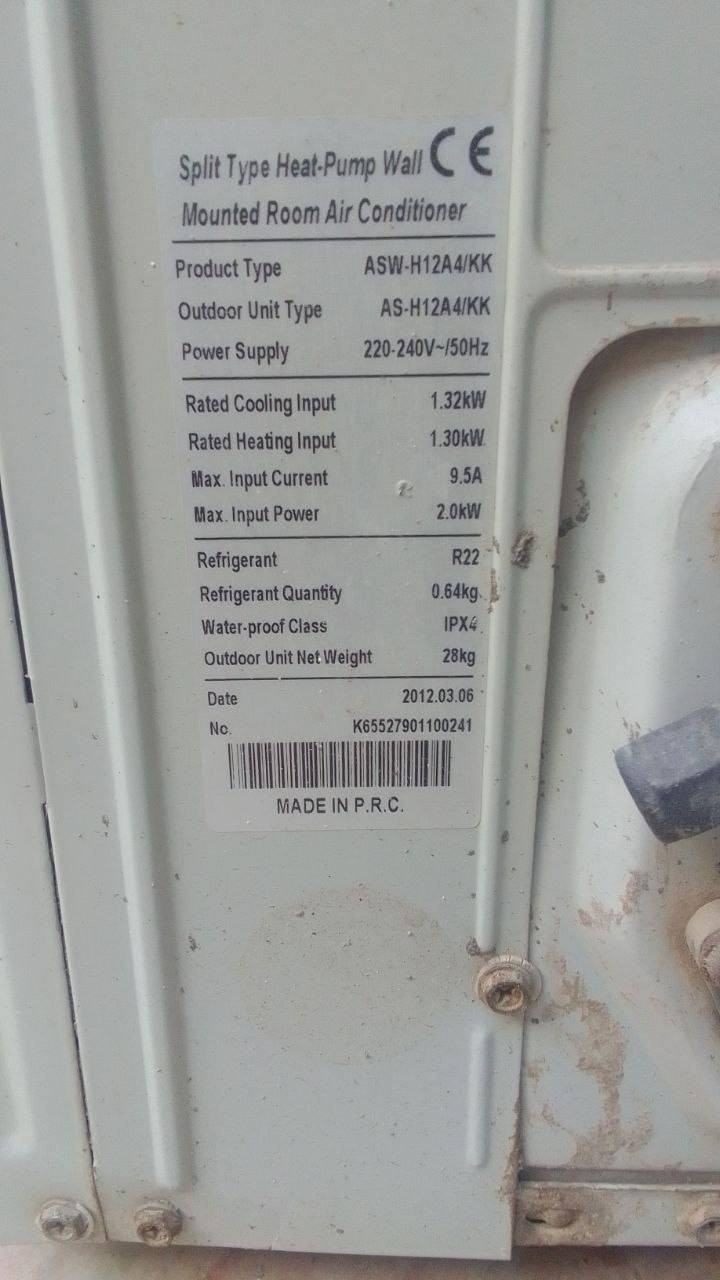 Split Type Heat-Pump Wall CE
Mounted Room Air Conditioner
Product Type ASW-H12A4/KK
Outdoor Unit Type AS-H12A4/KK
Power Supply 220-240V~/50Hz
Rated Cooling Input 1.32kW
Rated Heating Input 1.30kW
Max. Input Current 9.5A
Max. Input Power 2.0kW
Refrigerant R22
Refrigerant Quantity 0.64kg
Water-proof Class IPX4
Outdoor Unit Net Weight 28kg
Date 2012.03.06
No. K65527901100241
MADE IN P.R.C.